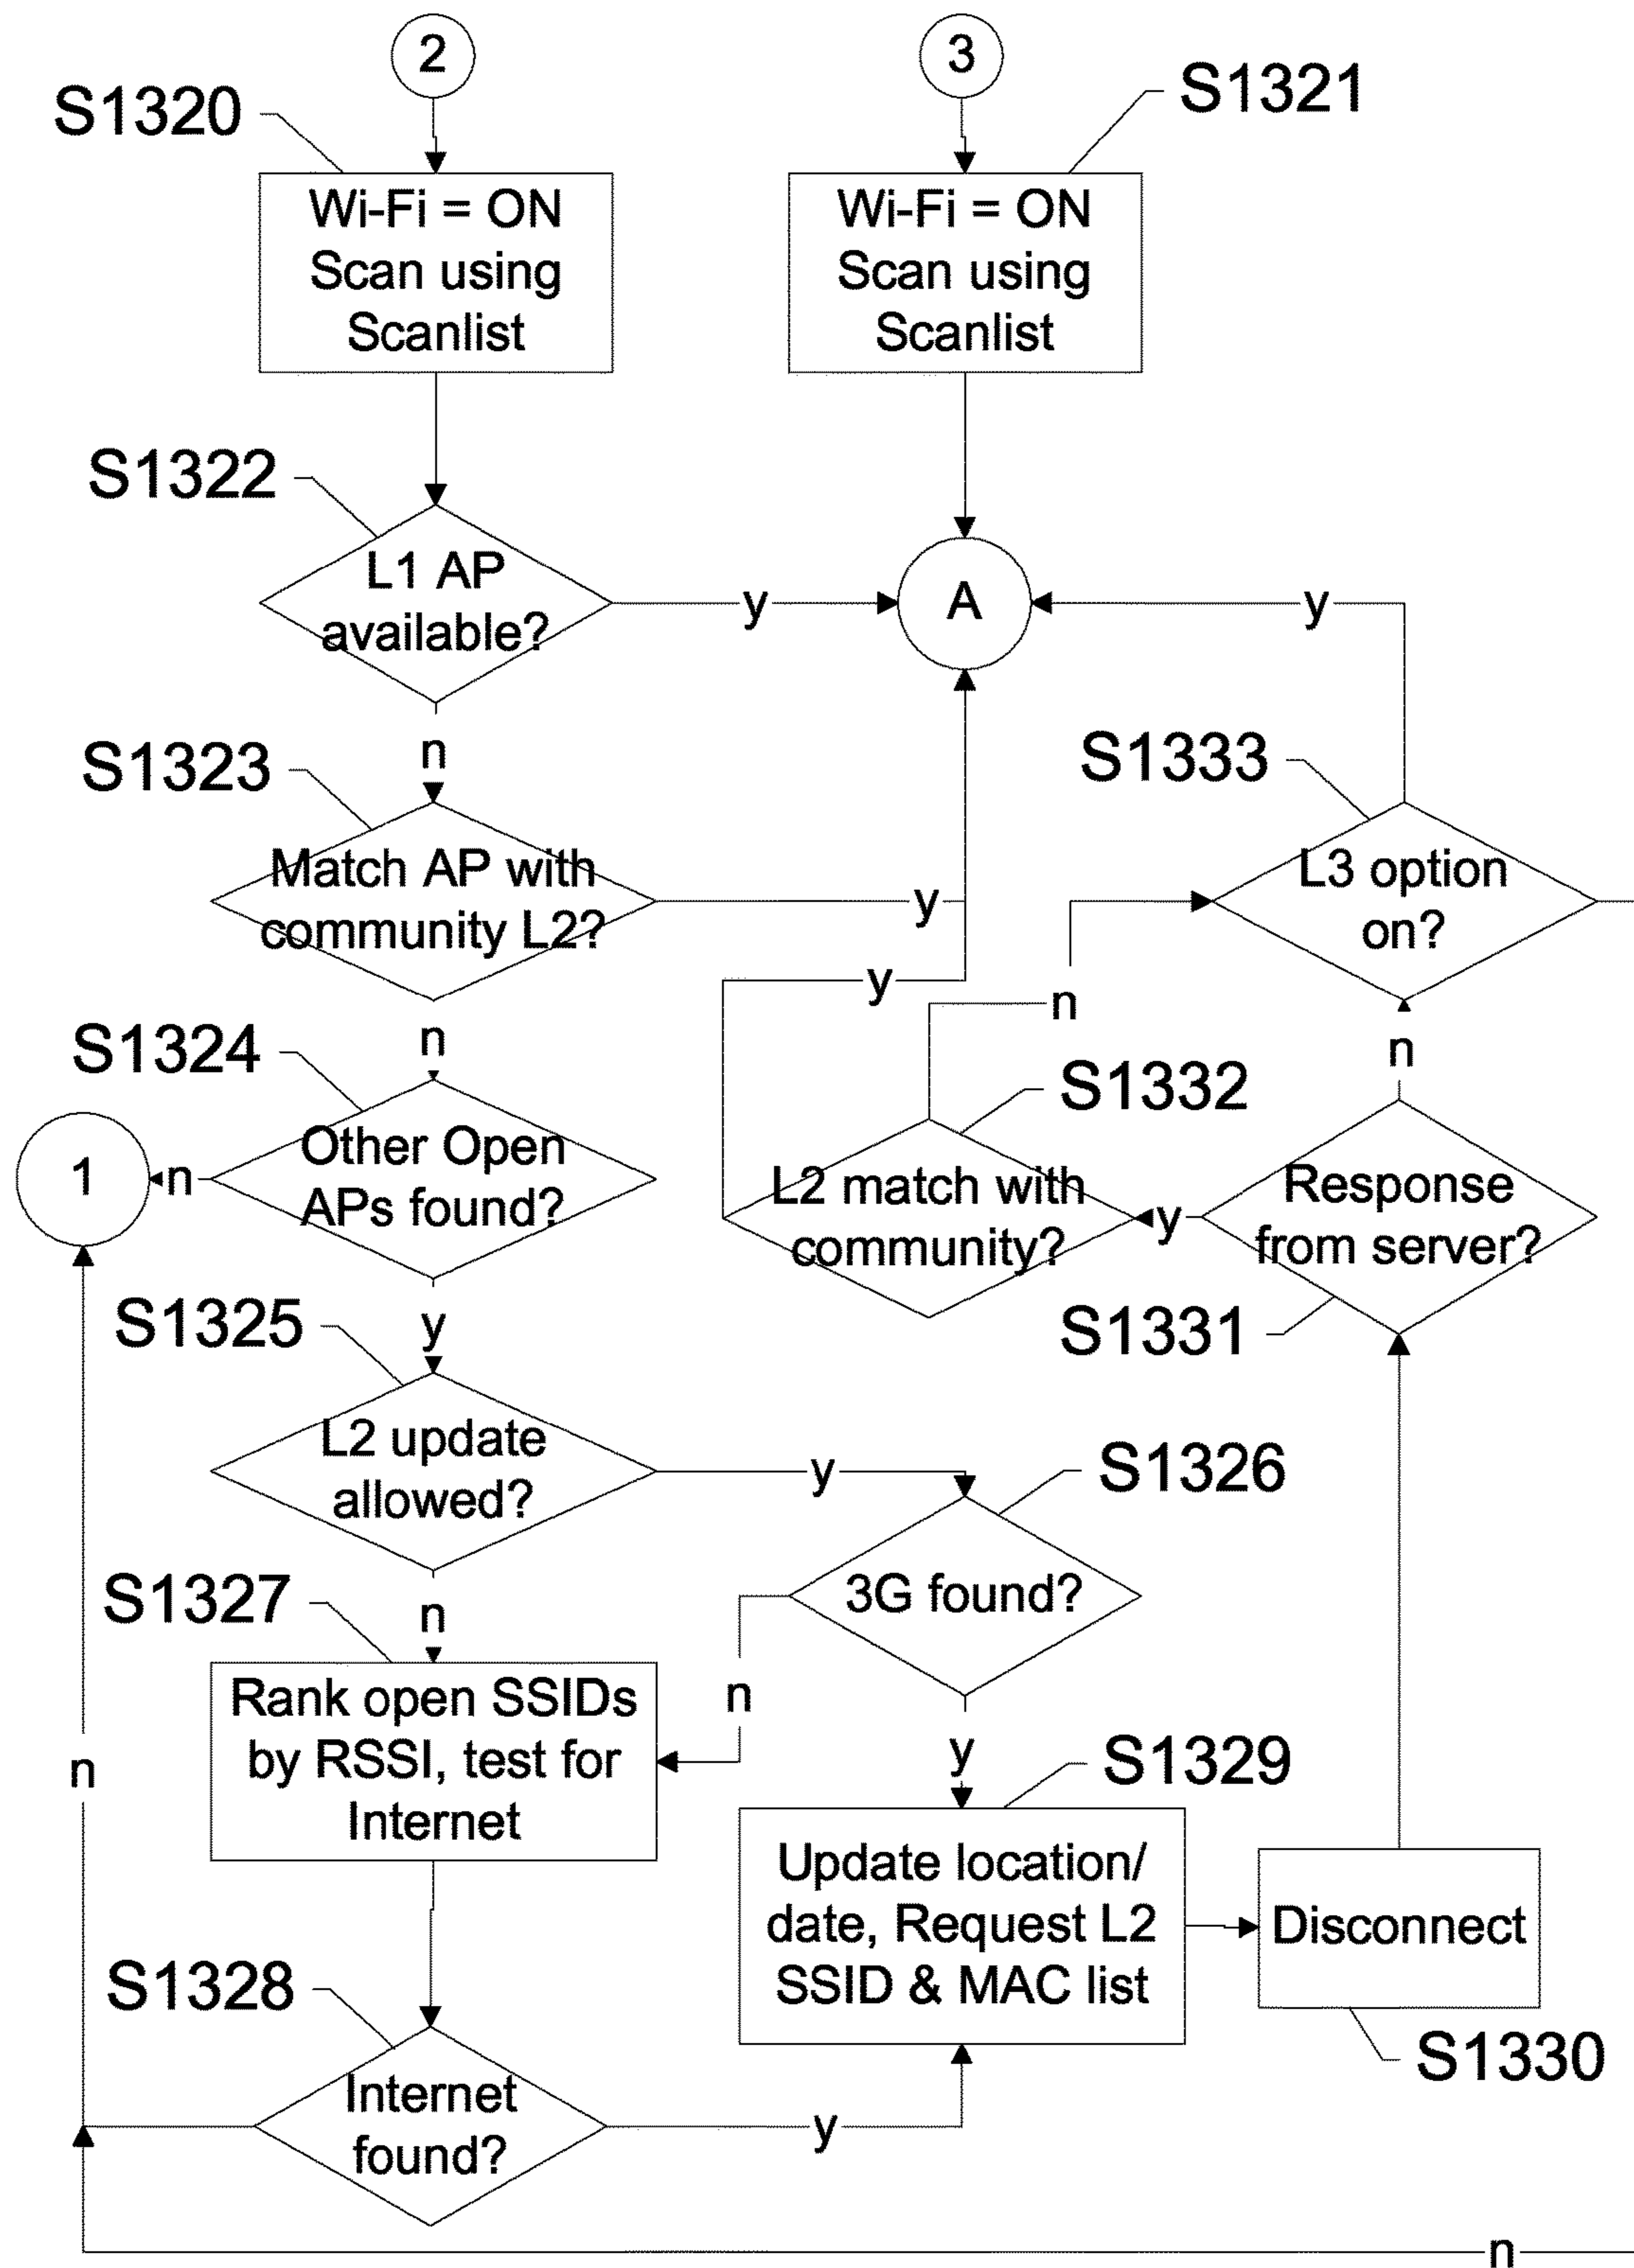 2
3
S1320
S1321
Wi-Fi = ON
Scan using
Scanlist
Wi-Fi = ON
Scan using
Scanlist
S1322
L1 AP
available?
y
A
y
n
S1323
Match AP with
community L2?
y
S1333
L3 option
on?
y
n
n
S1324
Other Open
APs found?
n
1
n
S1332
L2 match with
community?
y
Response
from server?
S1331
y
S1325
L2 update
allowed?
y
S1326
3G found?
n
S1327
Rank open SSIDs
by RSSI, test for
Internet
n
y
S1329
Update location/
date, Request L2
SSID & MAC list
Disconnect
S1330
n
S1328
Internet
found?
y
n